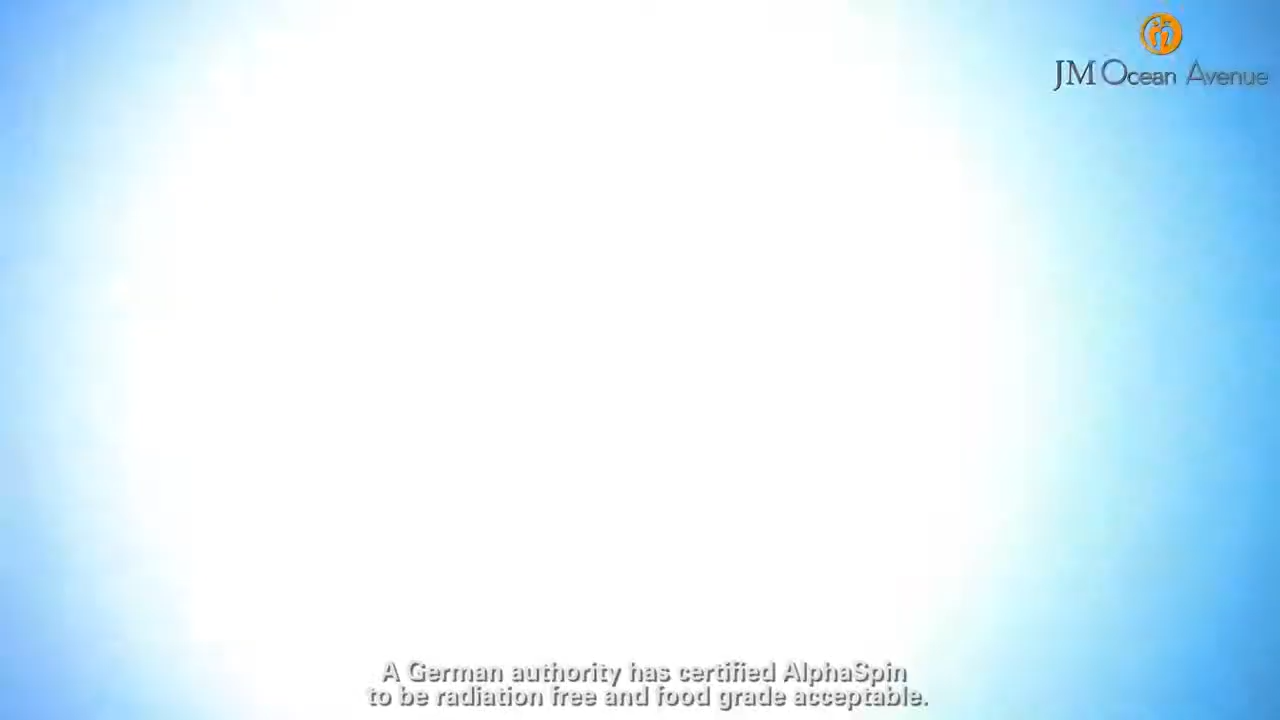 JM Ocean Avenue
A German authority has certified AlphaSpin
to be radiation free and food grade acceptable.